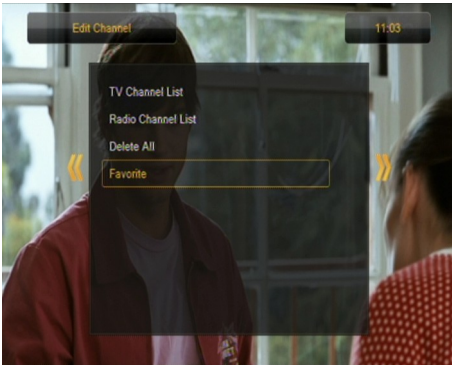 Edit Channel
11:03
TV Channel List
Radio Channel List
Delete All
Favorite